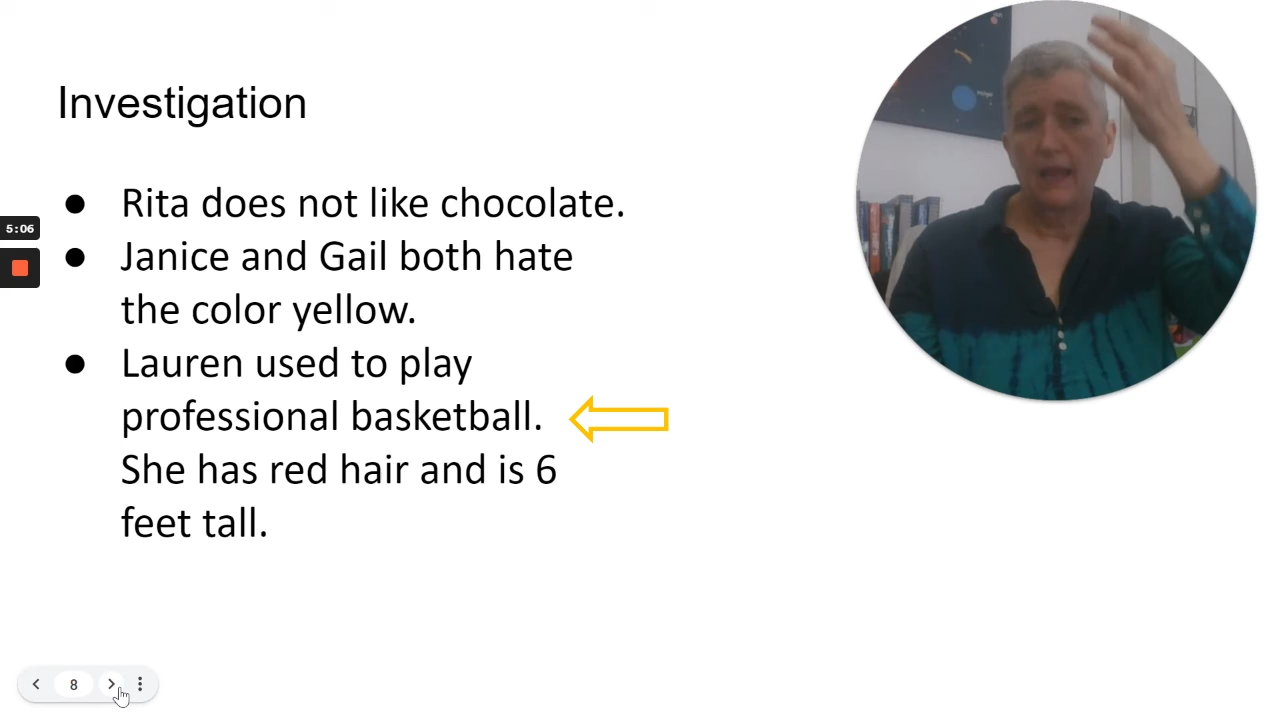 Investigation
● Rita does not like chocolate.
● Janice and Gail both hate
the color yellow.
● Lauren used to play
professional basketball.
She has red hair and is 6
feet tall.
5:06
8